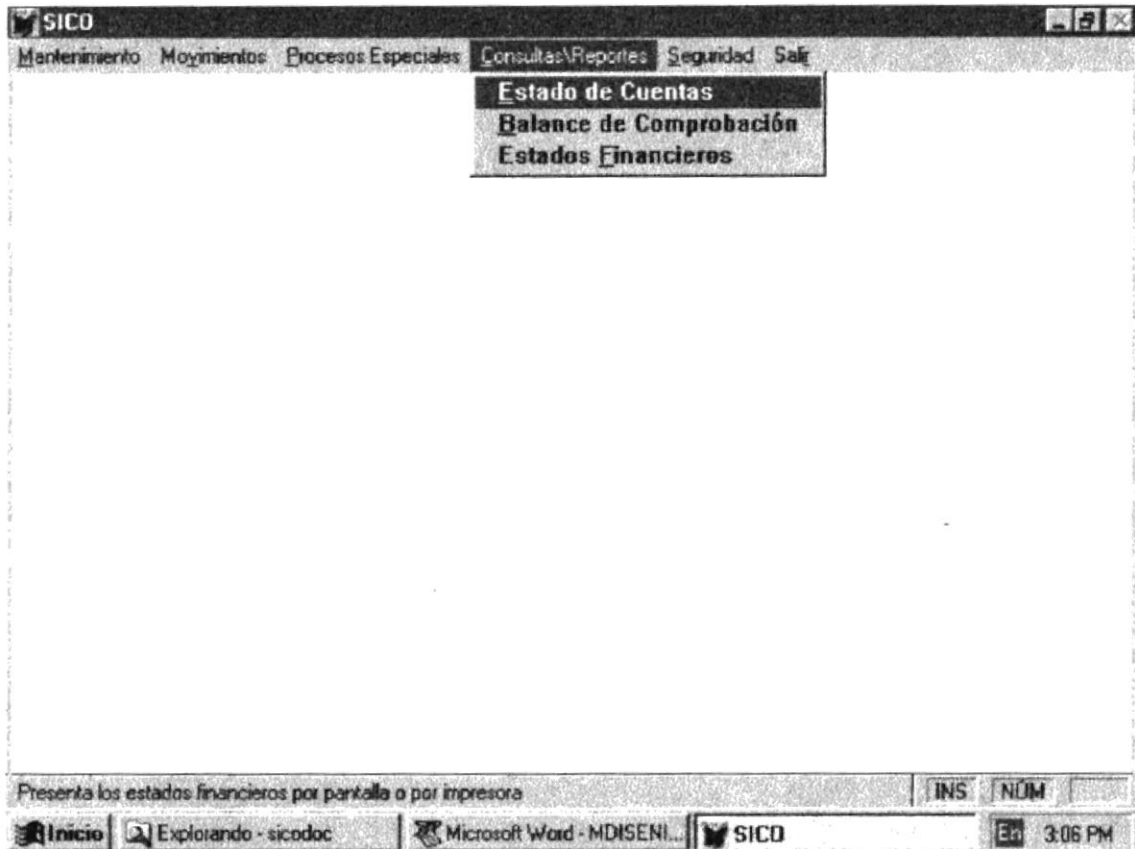 SICO
Mantenimiento Movimientos Procesos Especiales Consultas\Reportes Seguridad Salir
Estado de Cuentas
Balance de Comprobación
Estados Financieros
Presenta los estados financieros por pantalla o por impresora INS NÚM
Inicio Explorando - sicodoc Microsoft Word - MDISENI... SICO En 3:06 PM